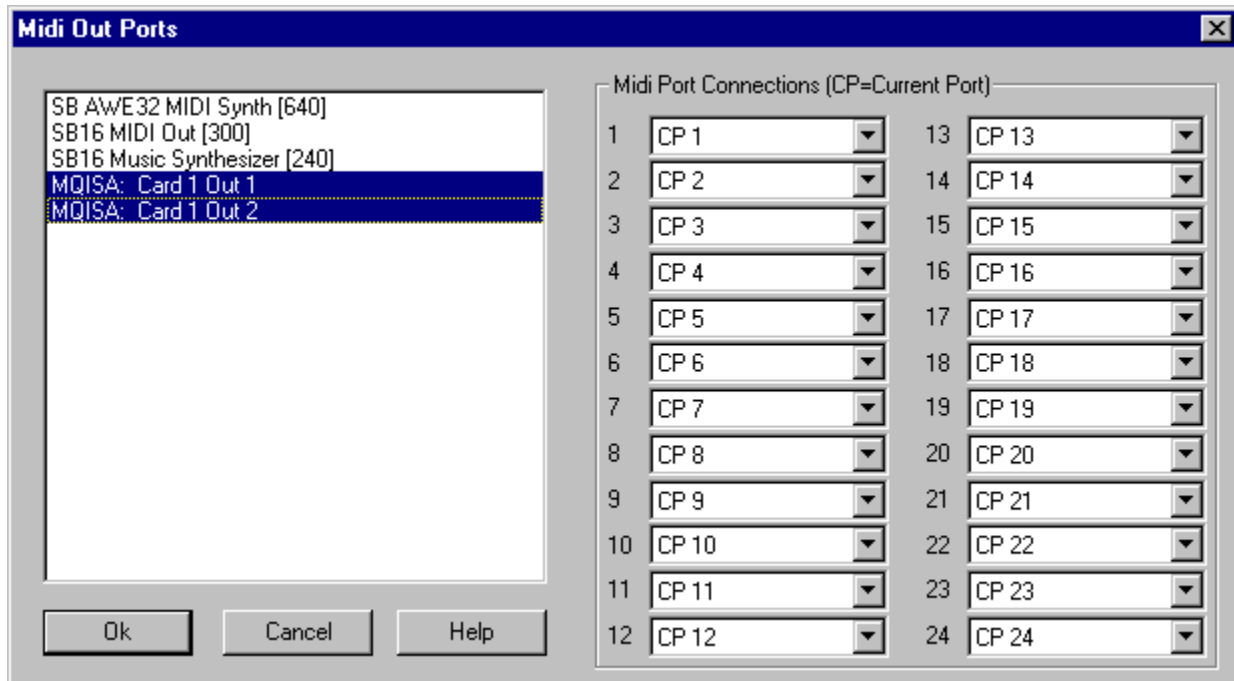 Midi Out Ports
SB AWE32 MIDI Synth [640]
SB16 MIDI Out [300]
SB16 Music Synthesizer [240]
MQISA:  Card 1 Out 1
MQISA:  Card 1 Out 2
Ok Cancel Help
Midi Port Connections (CP=Current Port)
1 CP 1 13 CP 13
2 CP 2 14 CP 14
3 CP 3 15 CP 15
4 CP 4 16 CP 16
5 CP 5 17 CP 17
6 CP 6 18 CP 18
7 CP 7 19 CP 19
8 CP 8 20 CP 20
9 CP 9 21 CP 21
10 CP 10 22 CP 22
11 CP 11 23 CP 23
12 CP 12 24 CP 24